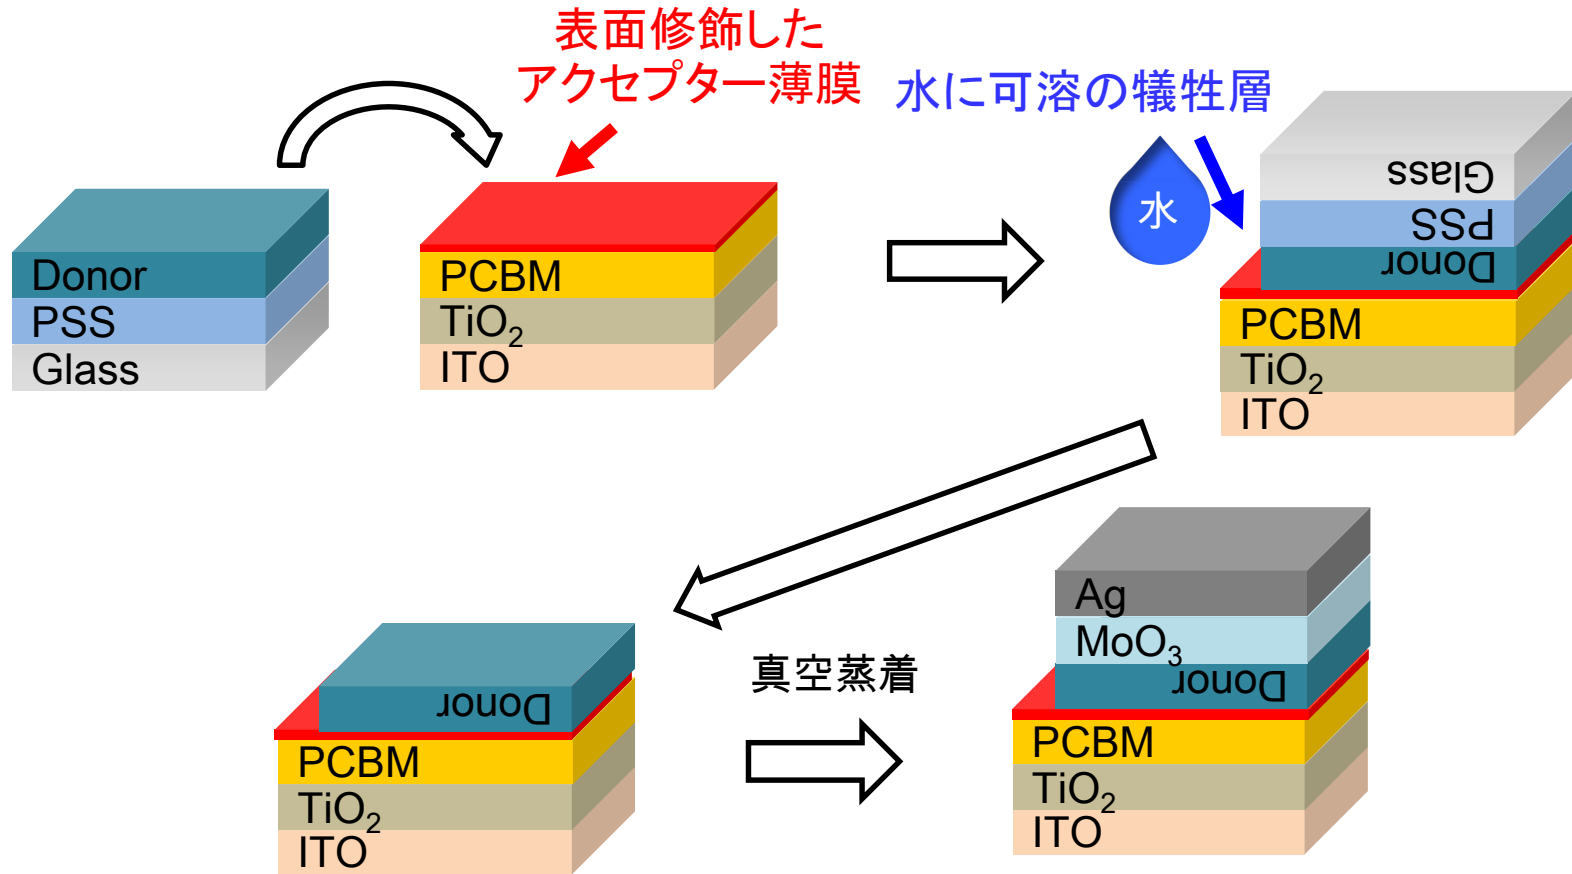 表面修飾した
アクセプター薄膜
水に可溶の犠牲層
Donor
PSS
Glass
PCBM
TiO₂
ITO
水
Glass
PSS
Donor
PCBM
TiO₂
ITO
Donor
PCBM
TiO₂
ITO
真空蒸着
Ag
MoO₃
Donor
PCBM
TiO₂
ITO